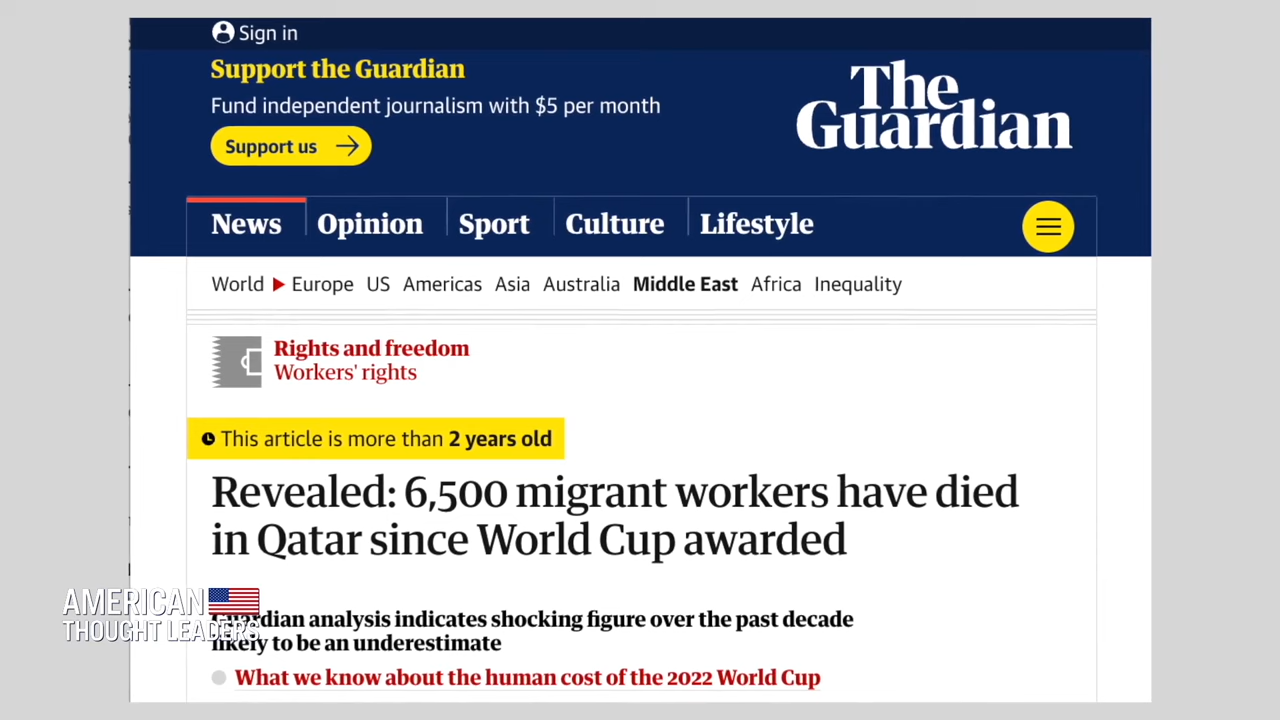 Sign in
Support the Guardian
Fund independent journalism with $5 per month
Support us
The
Guardian
News Opinion Sport Culture Lifestyle
World Europe US Americas Asia Australia Middle East Africa Inequality
Rights and freedom
Workers' rights
This article is more than 2 years old
Revealed: 6,500 migrant workers have died
in Qatar since World Cup awarded
AMERICAN
THOUGHT LEADERS
Guardian analysis indicates shocking figure over the past decade
likely to be an underestimate
What we know about the human cost of the 2022 World Cup